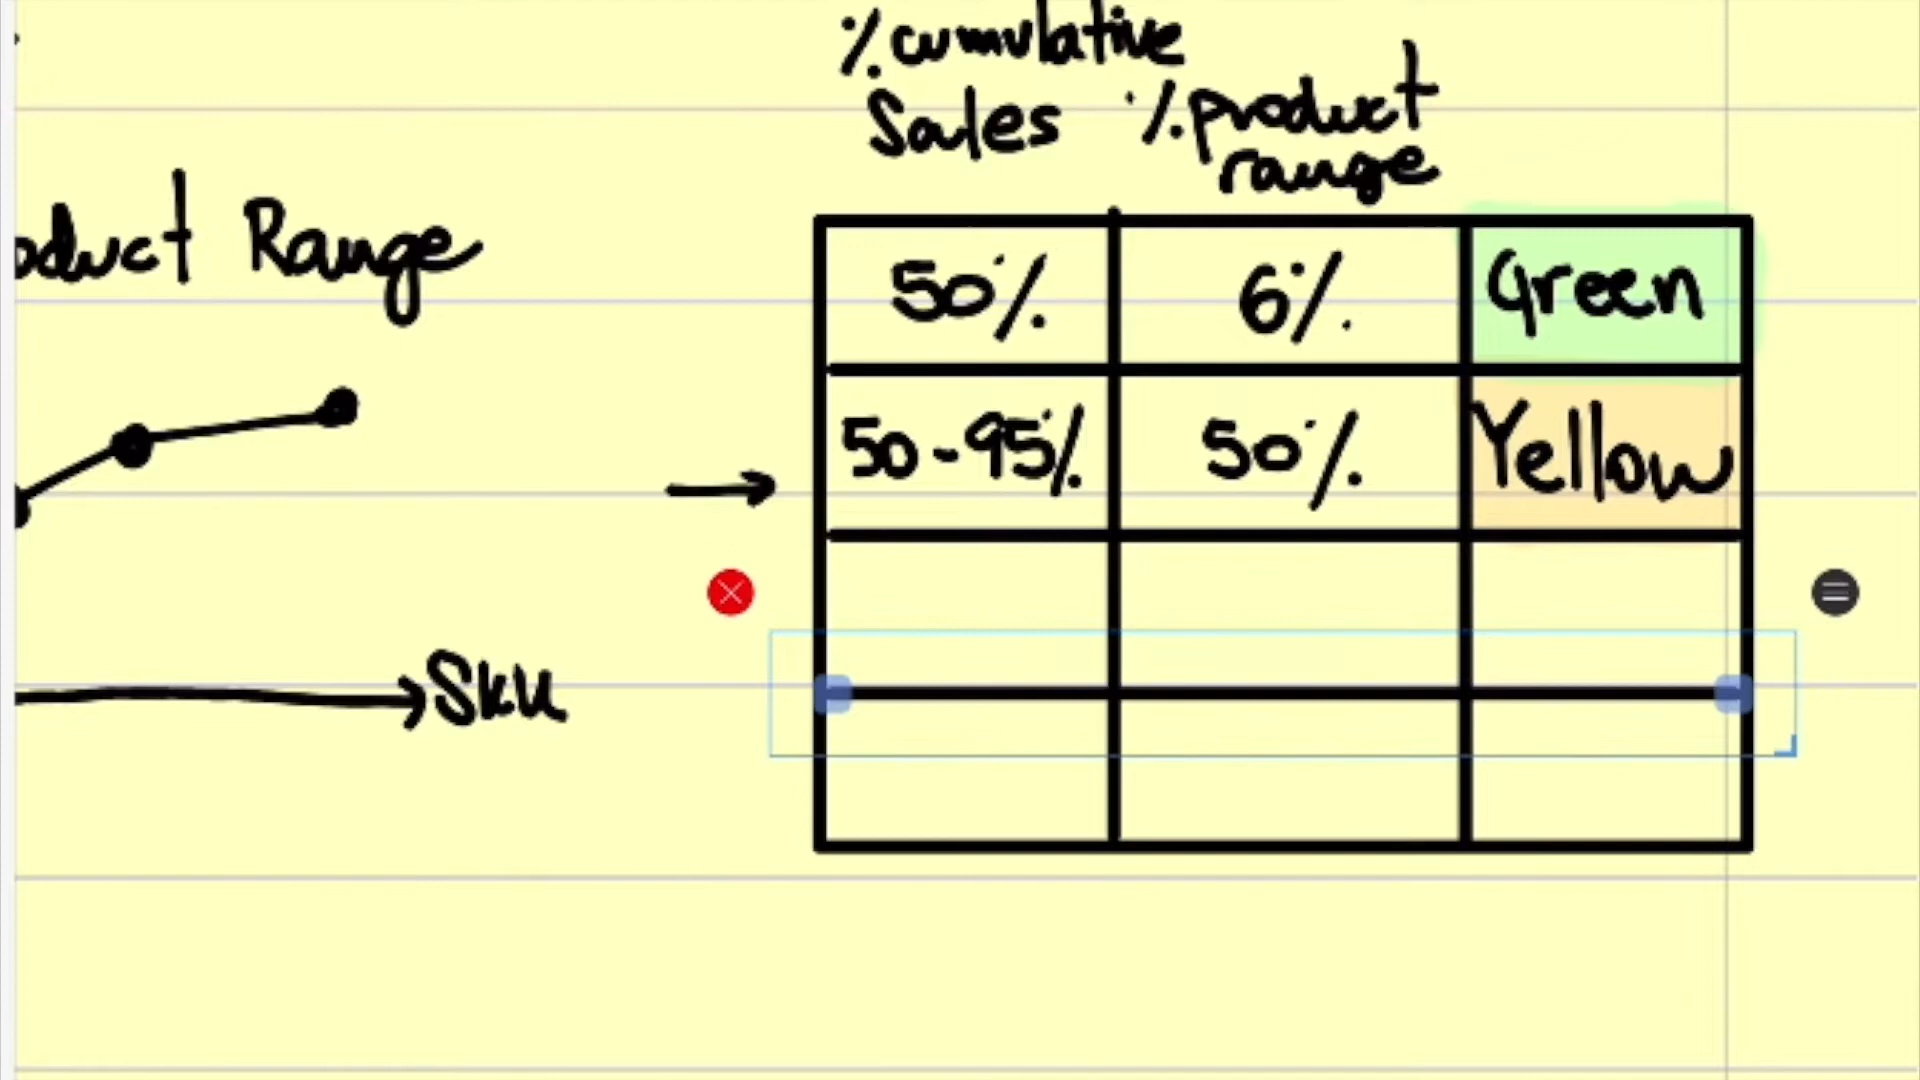 % cumulative
Sales % product
range
oduct Range
50% 6% Green
50-95% 50% Yellow
SKU